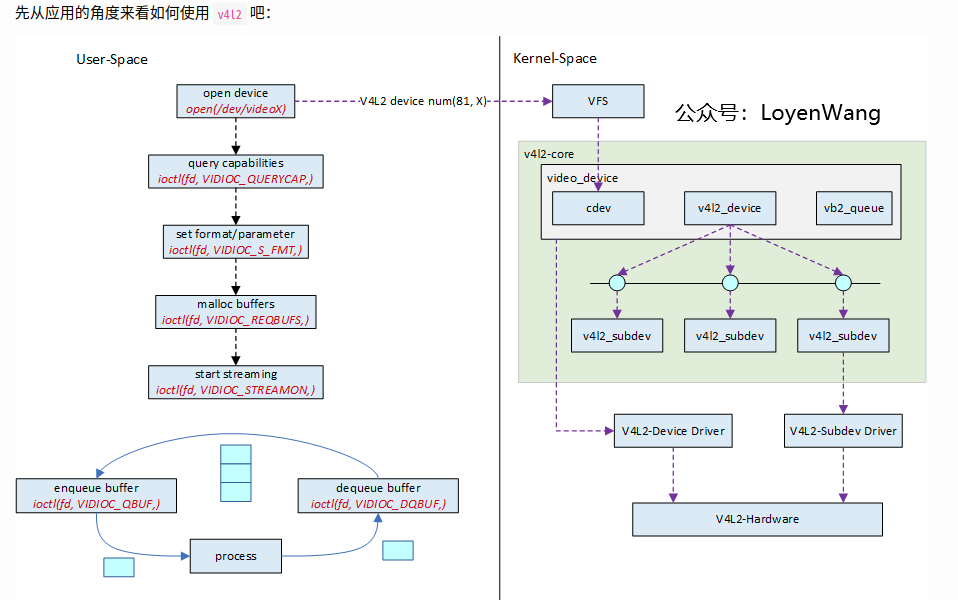 先从应用的角度来看如何使用 v4l2 吧：
User-Space
open device
open(/dev/videoX)
query capabilities
ioctl(fd, VIDIOC_QUERYCAP,)
set format/parameter
ioctl(fd, VIDIOC_S_FMT,)
malloc buffers
ioctl(fd, VIDIOC_REQBUFS,)
start streaming
ioctl(fd, VIDIOC_STREAMON,)
enqueue buffer
ioctl(fd, VIDIOC_QBUF,)
dequeue buffer
ioctl(fd, VIDIOC_DQBUF,)
process
V4L2 device num(81, X)
Kernel-Space
VFS
公众号：LoyenWang
v4l2-core
video_device
cdev
v4l2_device
vb2_queue
v4l2_subdev
v4l2_subdev
v4l2_subdev
V4L2-Device Driver
V4L2-Subdev Driver
V4L2-Hardware